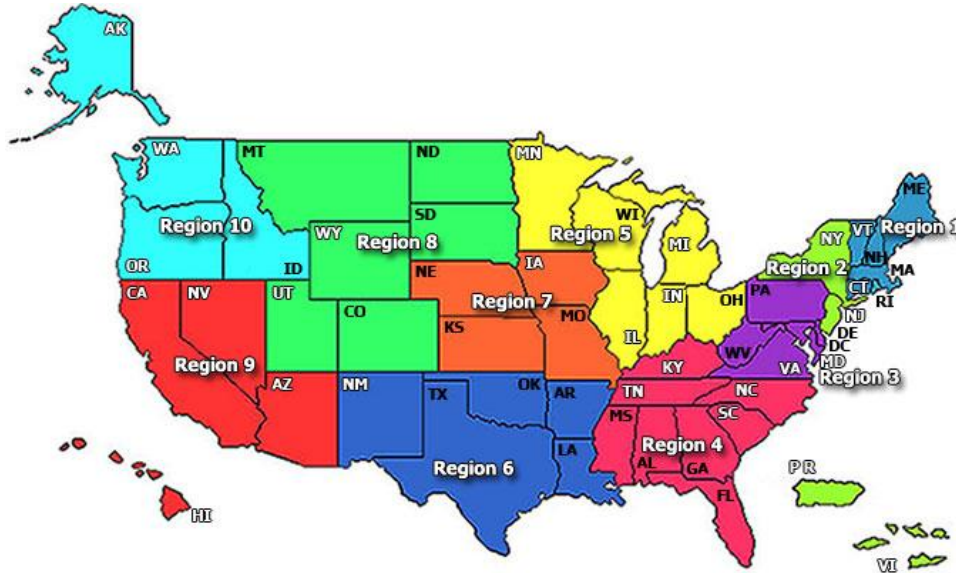 AK
WA
MT
ND
MN
ME
Region 10
WY
Region 8
SD
Region 5
WI
MI
NY
VT
NH
Region 1
OR
ID
NE
IA
Region 2
MA
CT
RI
CA
NV
UT
CO
KS
Region 7
MO
IL
IN
OH
PA
NJ
DE
DC
MD
WV
VA
Region 3
Region 9
KY
AZ
NM
TX
OK
AR
TN
NC
SC
MS
Region 4
AL
GA
LA
Region 6
FL
PR
HI
VI